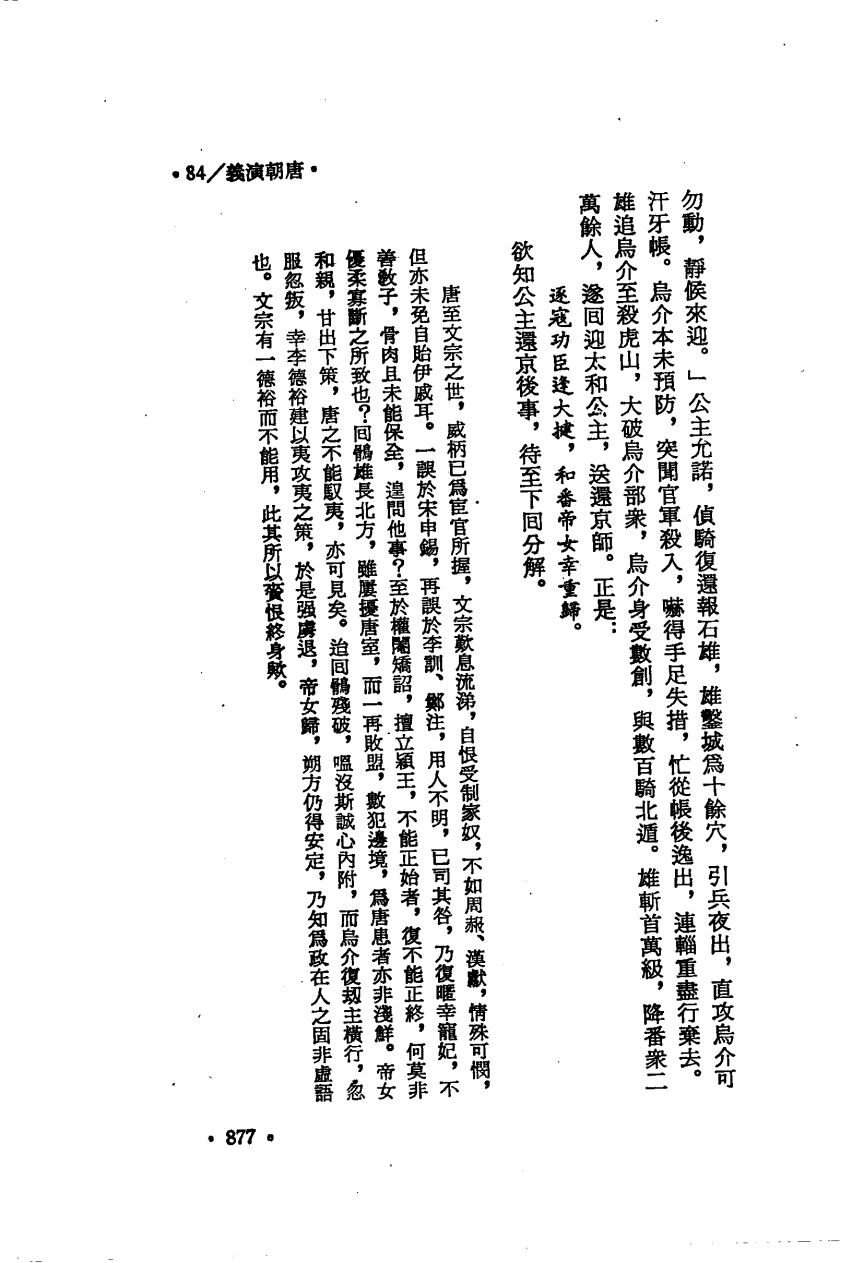 •84／義演朝唐•
勿動，靜候來迎。」公主允諾，偵騎復還報石雄，雄鑿城爲十餘穴，引兵夜出，直攻烏介可
汗牙帳。烏介本未預防，突聞官軍殺入，嚇得手足失措，忙從帳後逸出，連輜重盡行棄去。
雄追烏介至殺虎山，大破烏介部衆，烏介身受數創，與數百騎北遁。雄斬首萬級，降番衆二
萬餘人，遂囘迎太和公主，送還京師。正是：
逐寇功臣逢大捷，和番帝女幸重歸。
欲知公主還京後事，待至下囘分解。
唐至文宗之世，威柄已爲宦官所握，文宗歎息流涕，自恨受制家奴，不如周赧、漢獻，情殊可憫，
但亦未免自貽伊戚耳。一誤於宋申錫，再誤於李訓、鄭注，用人不明，已司其咎，乃復暱幸寵妃，不
善敎子，骨肉且未能保全，遑問他事？至於權閹矯詔，擅立穎王，不能正始者，復不能正終，何莫非
優柔寡斷之所致也？囘鶻雄長北方，雖屢擾唐室，而一再敗盟，數犯邊境，爲唐患者亦非淺鮮。帝女
和親，甘出下策，唐之不能馭夷，亦可見矣。迨囘鶻殘破，嗢沒斯誠心內附，而烏介復刼主橫行，忽
服忽叛，幸李德裕建以夷攻夷之策，於是强虜退，帝女歸，朔方仍得安定，乃知爲政在人之固非虛語
也。文宗有一德裕而不能用，此其所以齎恨終身歟。
•877•